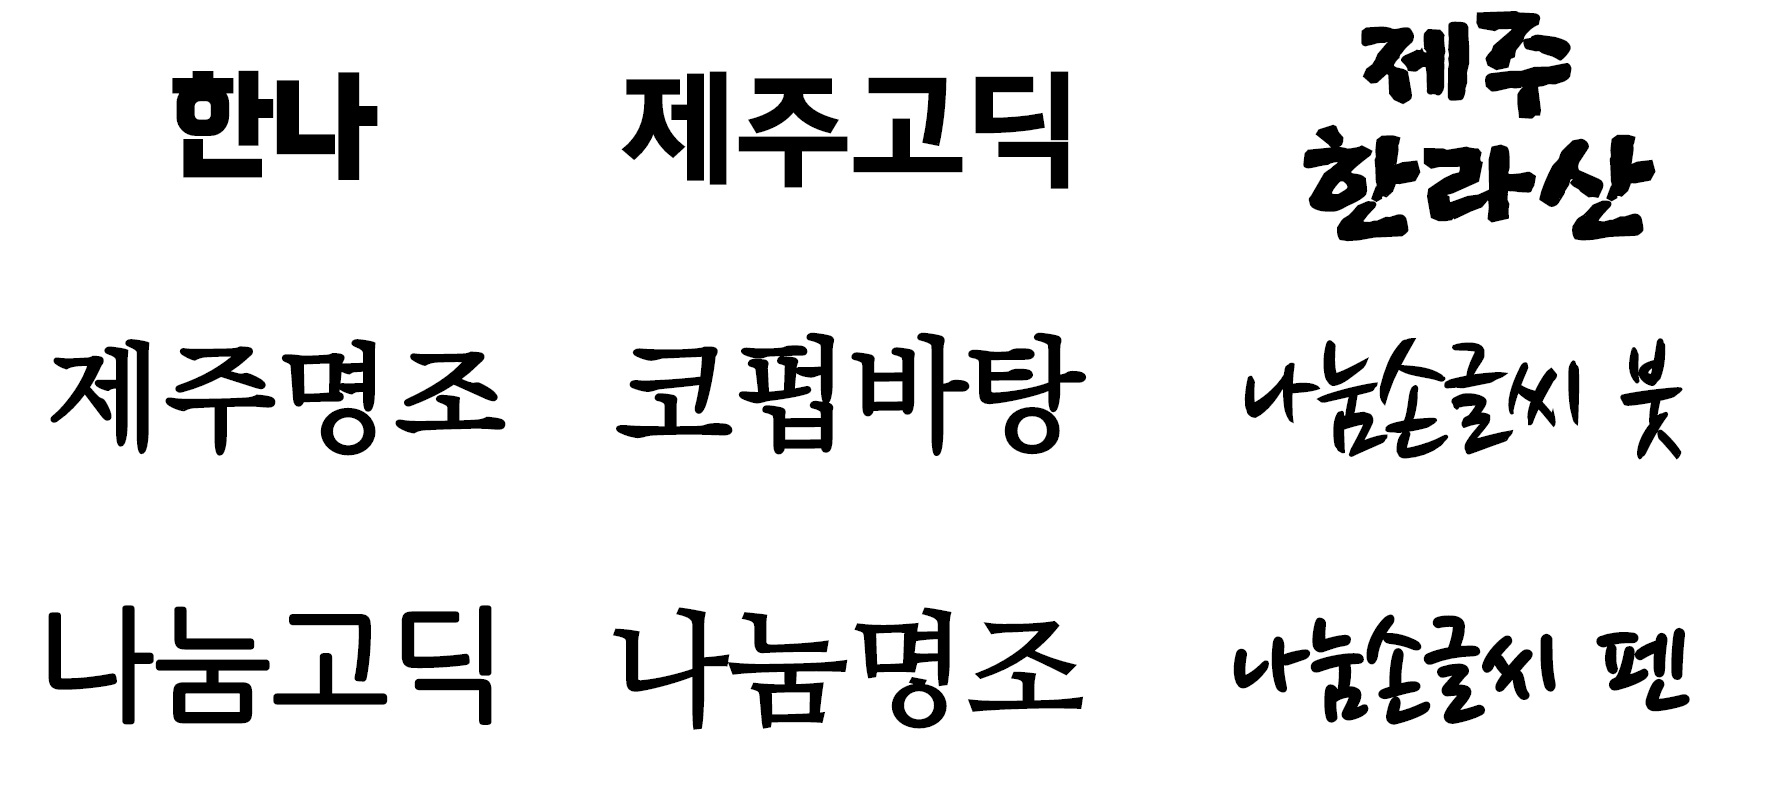 한나
제주고딕
제주
한라산
제주명조
코펍바탕
나눔손글씨 붓
나눔고딕
나눔명조
나눔손글씨 펜